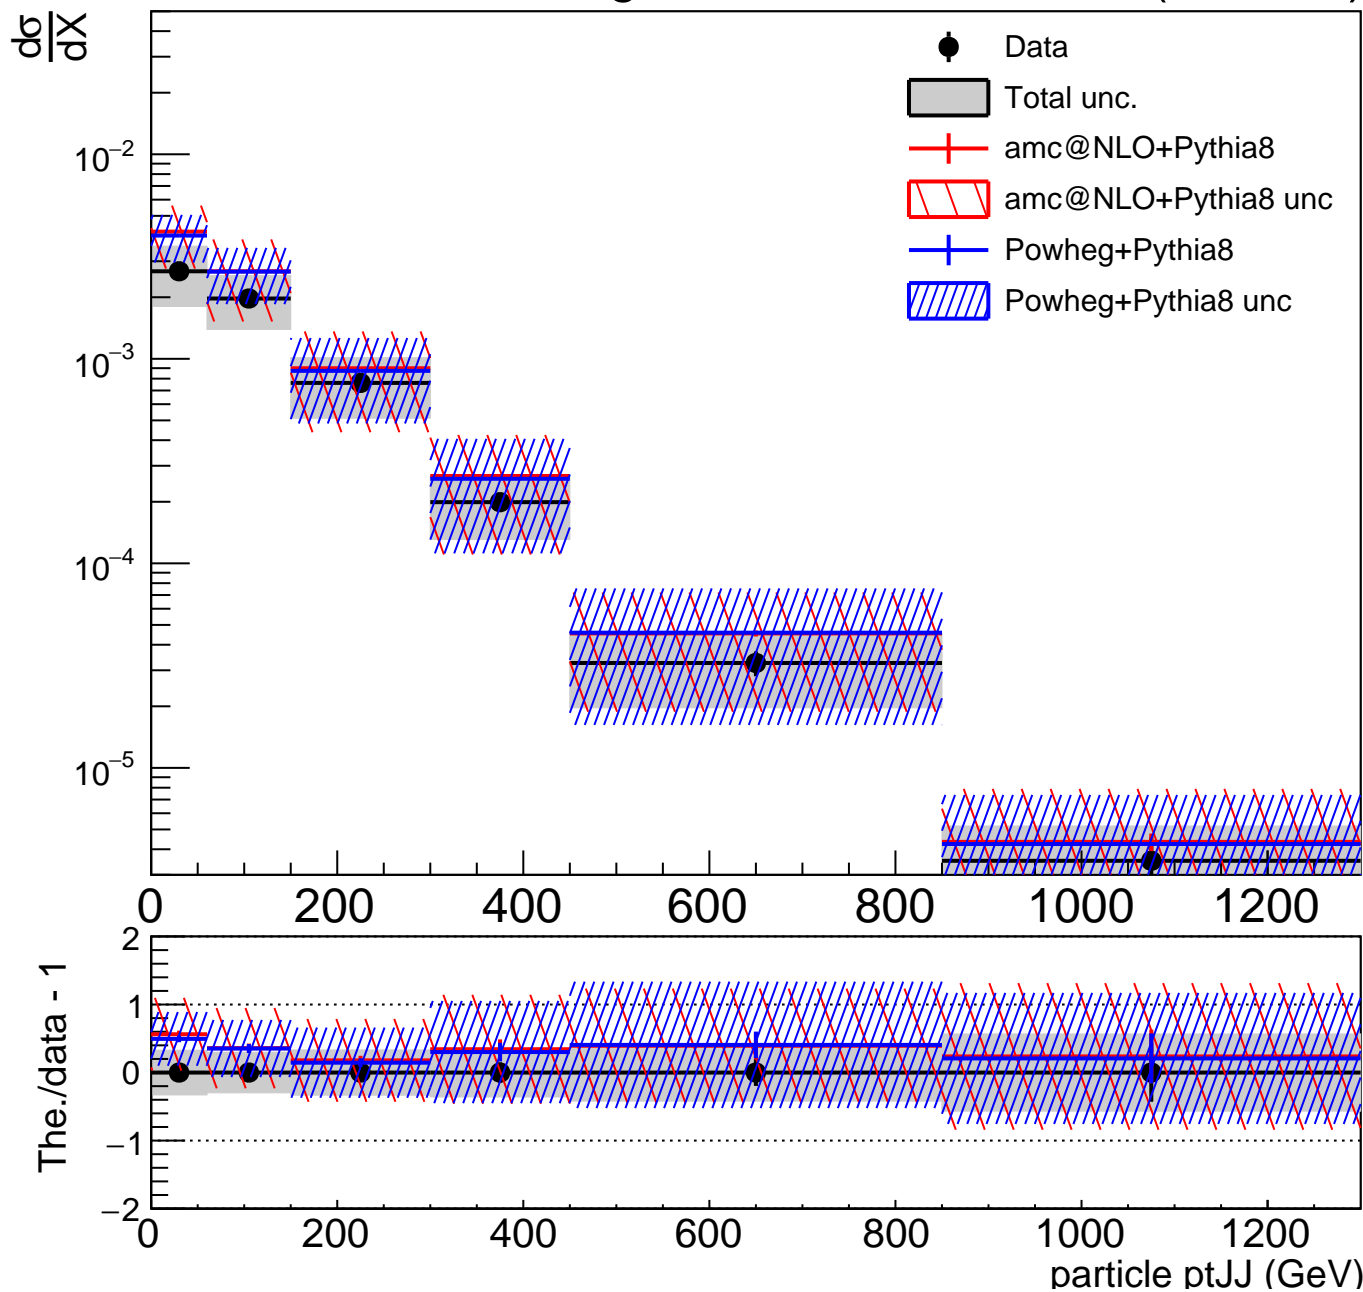 dσ
dX
Data
Total unc.
amc@NLO+Pythia8
amc@NLO+Pythia8 unc
Powheg+Pythia8
Powheg+Pythia8 unc
10−2
10−3
10−4
10−5
0 200 400 600 800 1000 1200
The./data - 1
2
1
0
−1
−2
0 200 400 600 800 1000 1200
particle ptJJ (GeV)